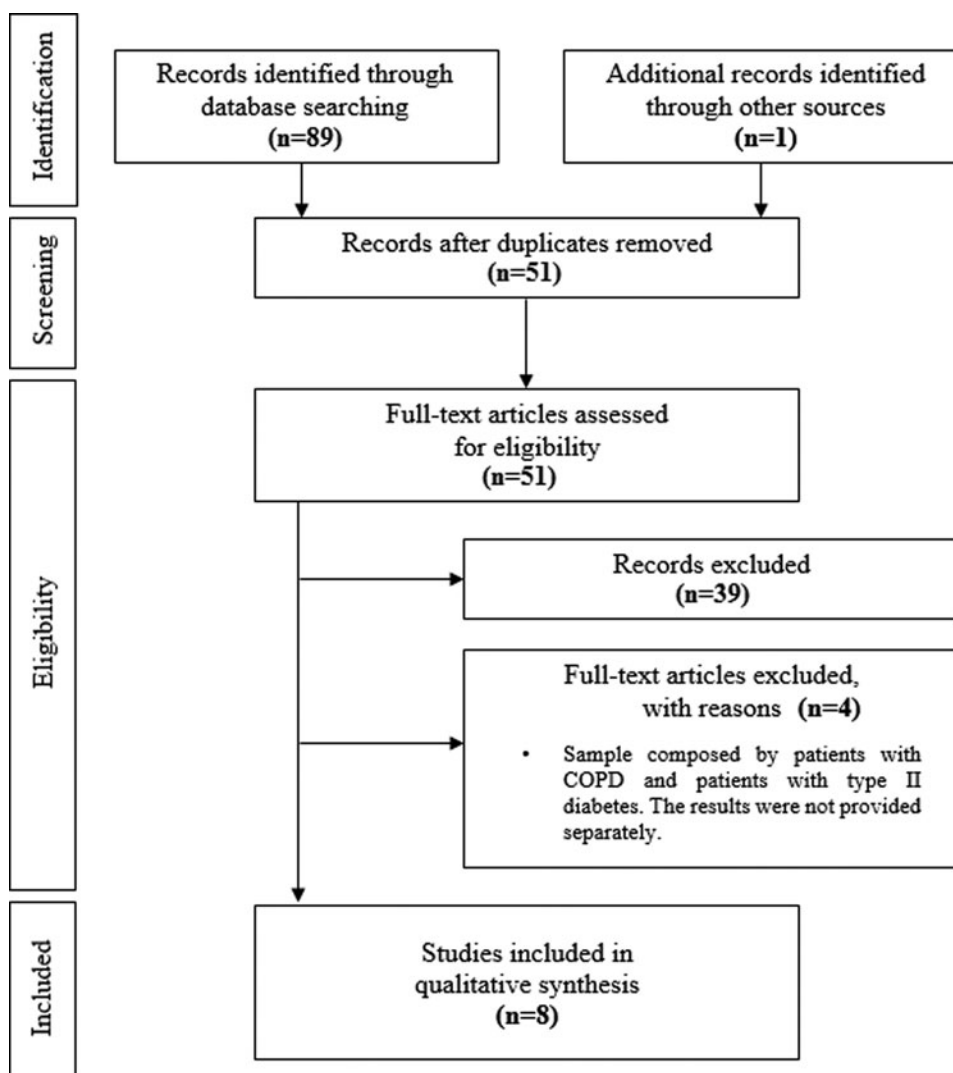 Identification
Records identified through
database searching
(n=89)
Additional records identified
through other sources
(n=1)
Screening
Records after duplicates removed
(n=51)
Eligibility
Full-text articles assessed
for eligibility
(n=51)
Records excluded
(n=39)
Full-text articles excluded,
with reasons (n=4)
• Sample composed by patients with
COPD and patients with type II
diabetes. The results were not provided
separately.
Included
Studies included in
qualitative synthesis
(n=8)